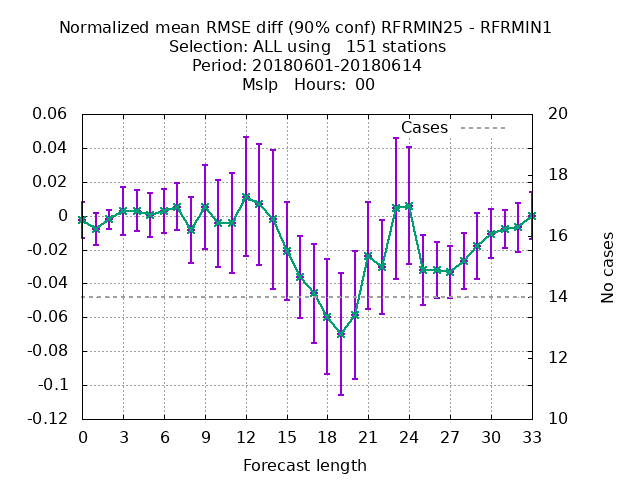 Normalized mean RMSE diff (90% conf) RFRMIN25 - RFRMIN1
Selection: ALL using   151 stations
Period: 20180601-20180614
Mslp   Hours: 00
Cases
0.06
0.04
0.02
0
-0.02
-0.04
-0.06
-0.08
-0.1
-0.12
20
18
16
14
12
10
No cases
0 3 6 9 12 15 18 21 24 27 30 33
Forecast length